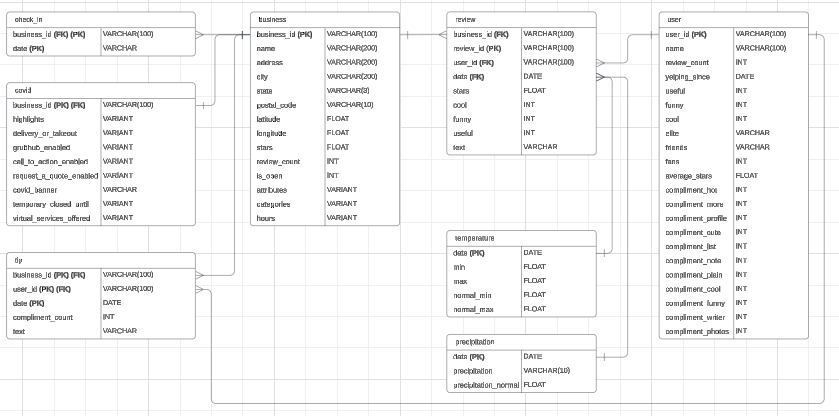 check_in
business_id (FK) (PK) VARCHAR(100)
date (PK) VARCHAR
covid
business_id (PK) (FK) VARCHAR(100)
highlights VARIANT
delivery_or_takeout VARIANT
grubhub_enabled VARIANT
call_to_action_enabled VARIANT
request_a_quote_enabled VARIANT
covid_banner VARCHAR
temporary_closed_until VARIANT
virtual_services_offered VARIANT
tip
business_id (PK) (FK) VARCHAR(100)
user_id (PK) (FK) VARCHAR(100)
date (PK) DATE
compliment_count INT
text VARCHAR
business
business_id (PK) VARCHAR(100)
name VARCHAR(200)
address VARCHAR(200)
city VARCHAR(200)
state VARCHAR(3)
postal_code VARCHAR(10)
latitude FLOAT
longitude FLOAT
stars FLOAT
review_count INT
is_open INT
attributes VARIANT
categories VARIANT
hours VARIANT
review
business_id (FK) VARCHAR(100)
review_id (PK) VARCHAR(100)
user_id (FK) VARCHAR(100)
date (FK) DATE
stars FLOAT
cool INT
funny INT
useful INT
text VARCHAR
temperature
date (PK) DATE
min FLOAT
max FLOAT
normal_min FLOAT
normal_max FLOAT
precipitation
date (PK) DATE
precipitation VARCHAR(10)
precipitation_normal FLOAT
user
user_id (PK) VARCHAR(100)
name VARCHAR(100)
review_count INT
yelping_since DATE
useful INT
funny INT
cool INT
elite VARCHAR
friends VARCHAR
fans INT
average_stars FLOAT
compliment_hot INT
compliment_more INT
compliment_profile INT
compliment_cute INT
compliment_list INT
compliment_note INT
compliment_plain INT
compliment_cool INT
compliment_funny INT
compliment_writer INT
compliment_photos INT